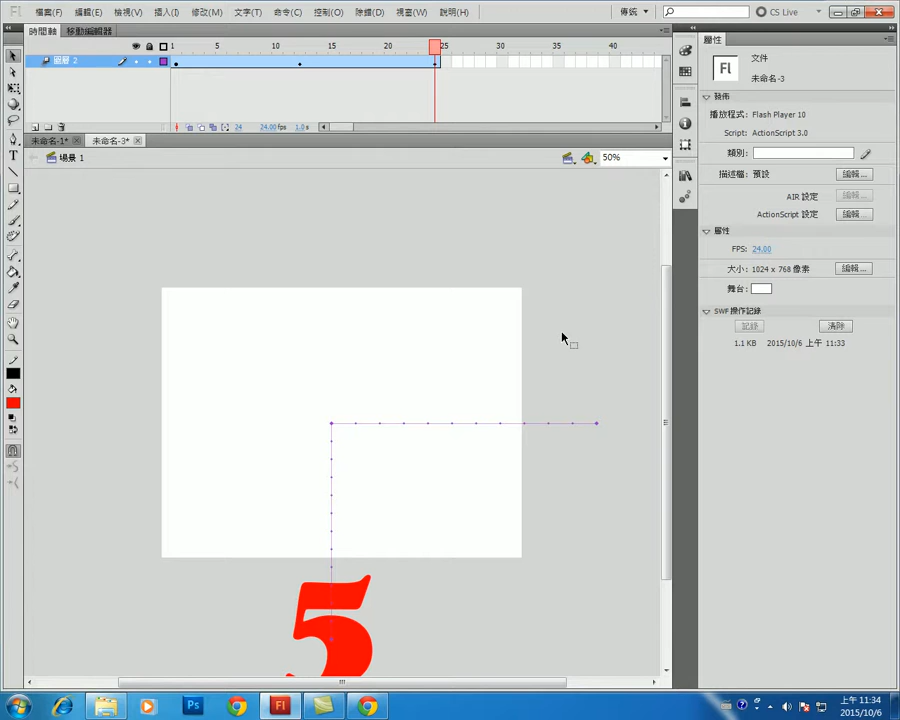 Fl 檔案(F) 編輯(E) 檢視(V) 插入(I) 修改(M) 文字(T) 命令(C) 控制(O) 除錯(D) 視窗(W) 說明(H) 傳統 CS Live
時間軸 移動編輯器
1 5 10 15 20 25 30 35 40
圖層 2
24 24.00fps 1.0s
未命名-1* 未命名-3*
場景 1 50%
5
屬性
Fl 文件
未命名-3
發佈
播放程式: Flash Player 10
Script: ActionScript 3.0
類別:
描述檔: 預設 編輯...
AIR 設定 編輯...
ActionScript 設定 編輯...
屬性
FPS: 24.00
大小: 1024 x 768 像素 編輯...
舞台:
SWF 操作記錄
記錄 清除
1.1 KB 2015/10/6 上午 11:33
Ps Fl
上午 11:34
2015/10/6